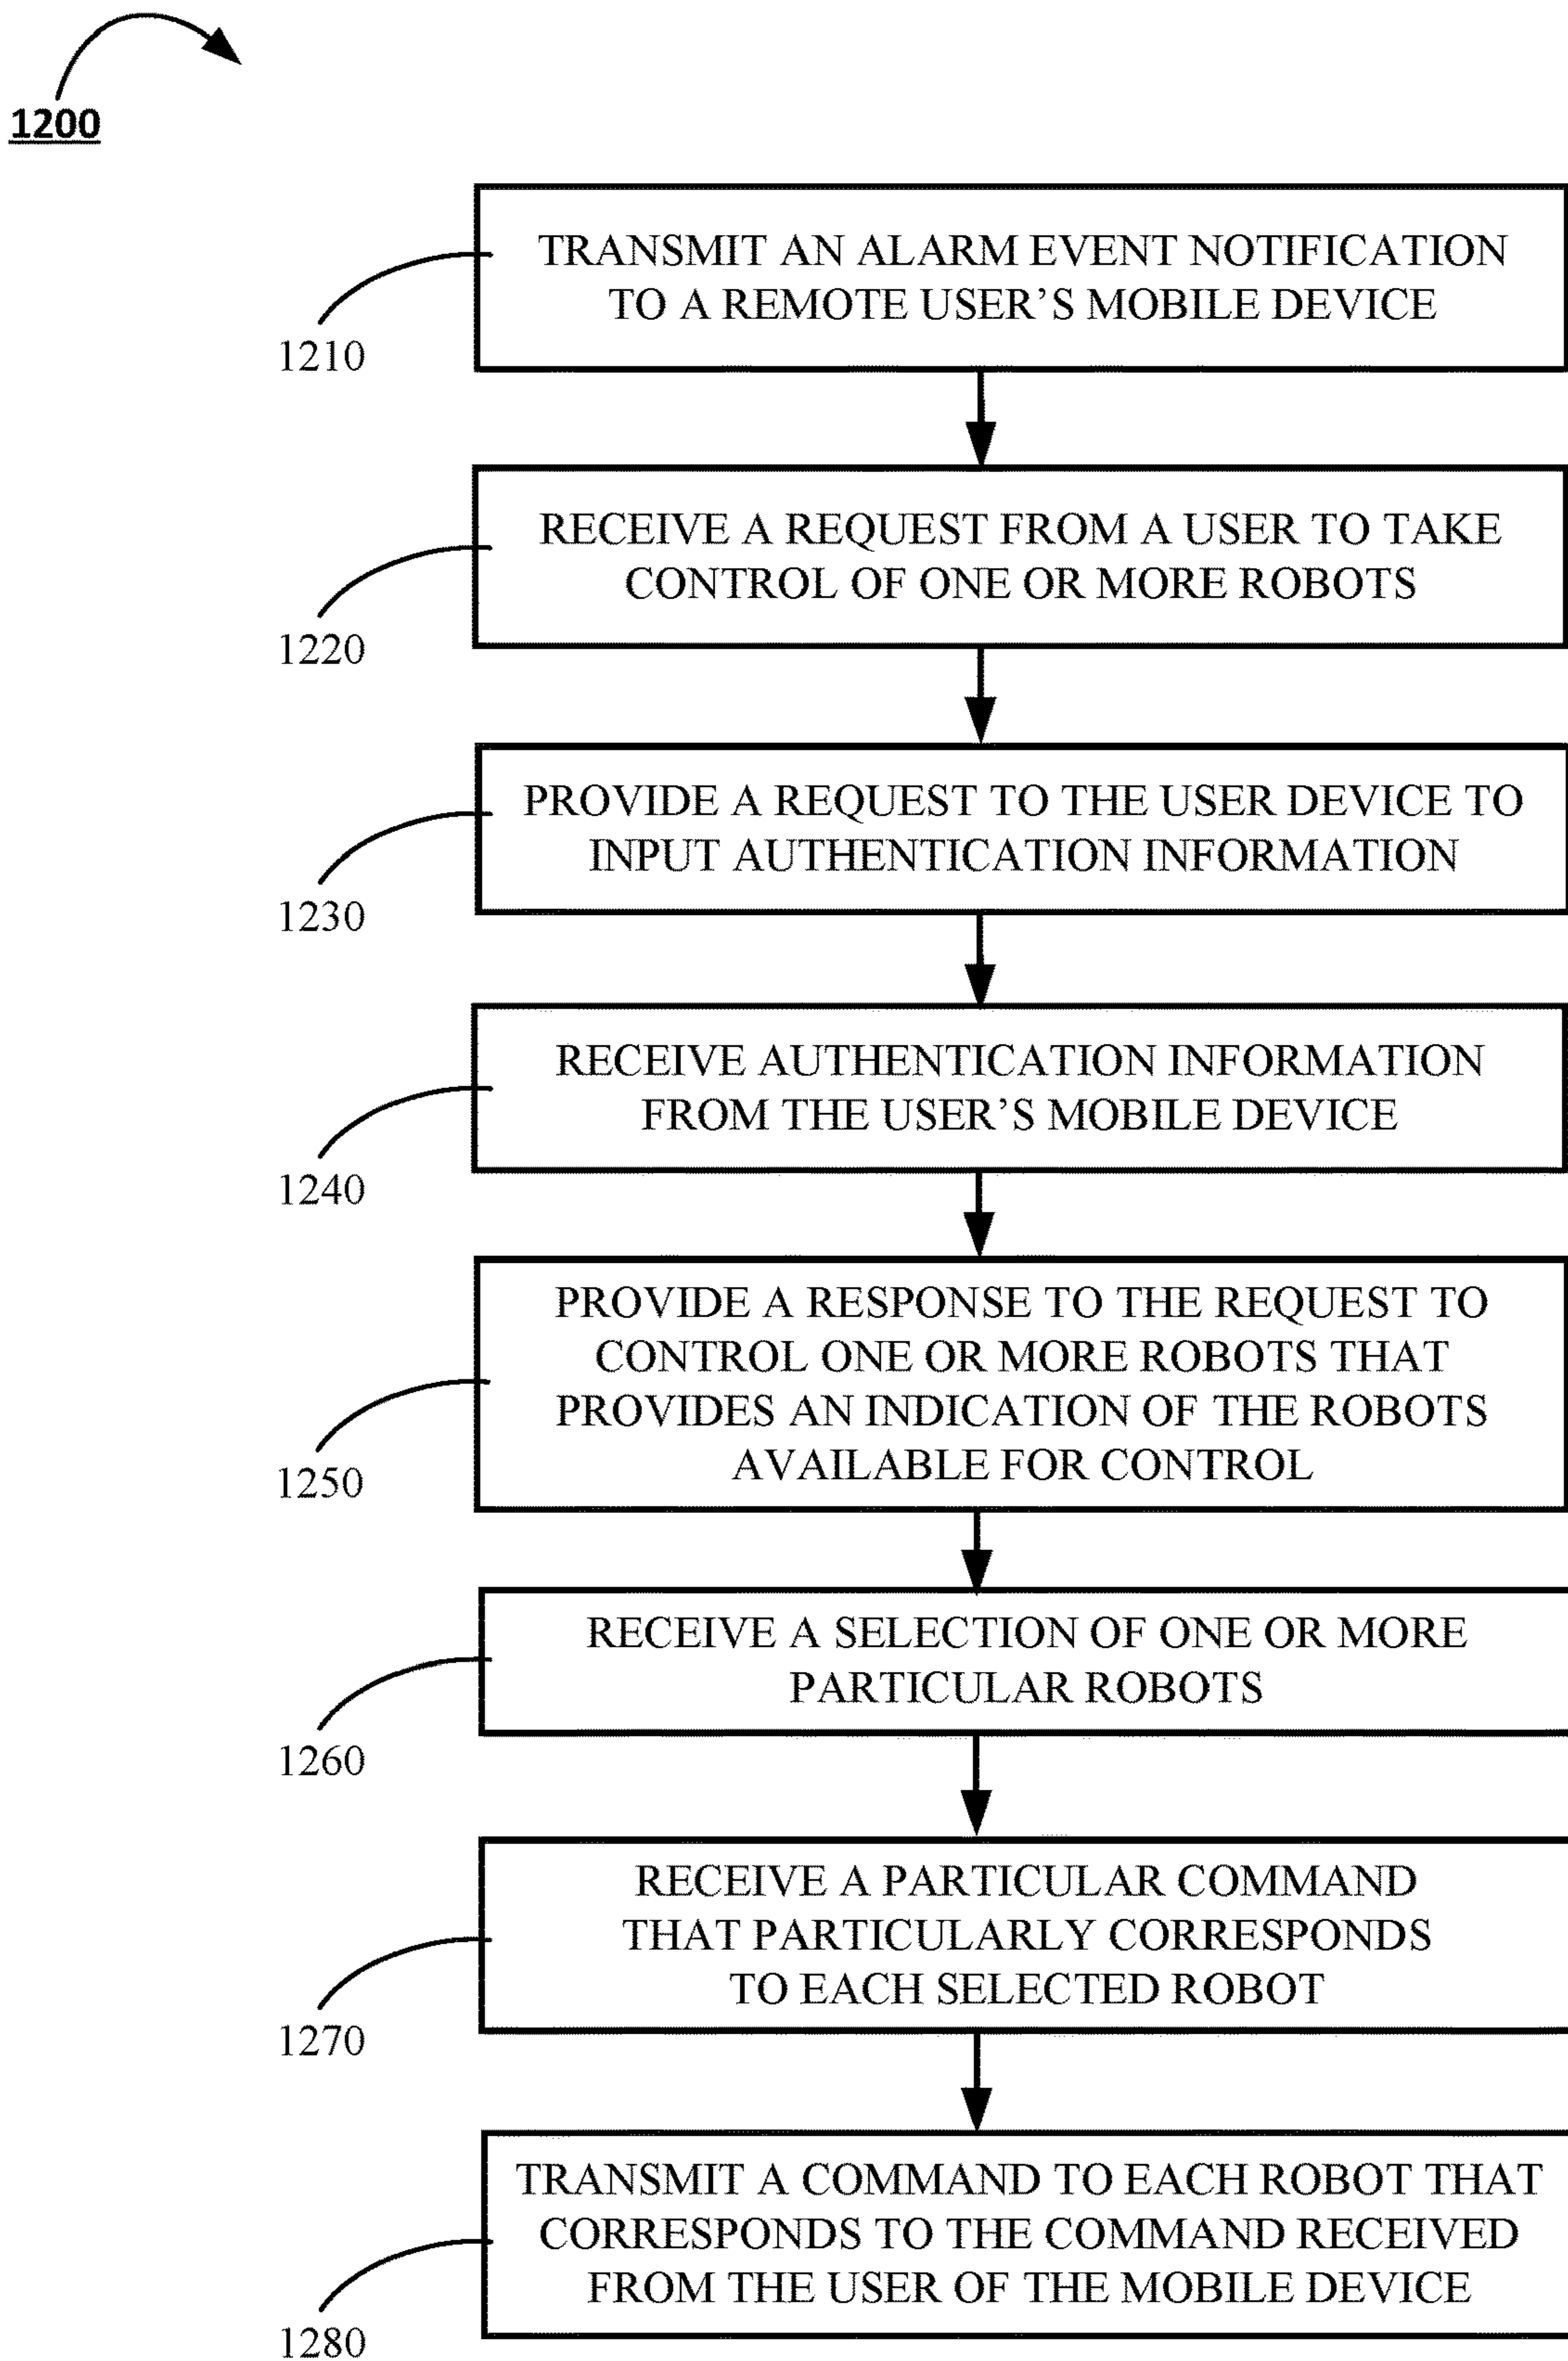 1200
TRANSMIT AN ALARM EVENT NOTIFICATION
TO A REMOTE USER’S MOBILE DEVICE
1210
RECEIVE A REQUEST FROM A USER TO TAKE
CONTROL OF ONE OR MORE ROBOTS
1220
PROVIDE A REQUEST TO THE USER DEVICE TO
INPUT AUTHENTICATION INFORMATION
1230
RECEIVE AUTHENTICATION INFORMATION
FROM THE USER’S MOBILE DEVICE
1240
PROVIDE A RESPONSE TO THE REQUEST TO
CONTROL ONE OR MORE ROBOTS THAT
PROVIDES AN INDICATION OF THE ROBOTS
AVAILABLE FOR CONTROL
1250
RECEIVE A SELECTION OF ONE OR MORE
PARTICULAR ROBOTS
1260
RECEIVE A PARTICULAR COMMAND
THAT PARTICULARLY CORRESPONDS
TO EACH SELECTED ROBOT
1270
TRANSMIT A COMMAND TO EACH ROBOT THAT
CORRESPONDS TO THE COMMAND RECEIVED
FROM THE USER OF THE MOBILE DEVICE
1280